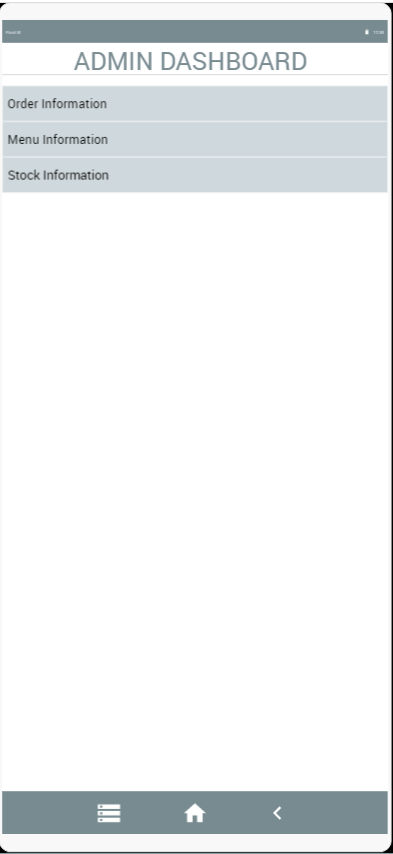 ADMIN DASHBOARD
Order Information
Menu Information
Stock Information